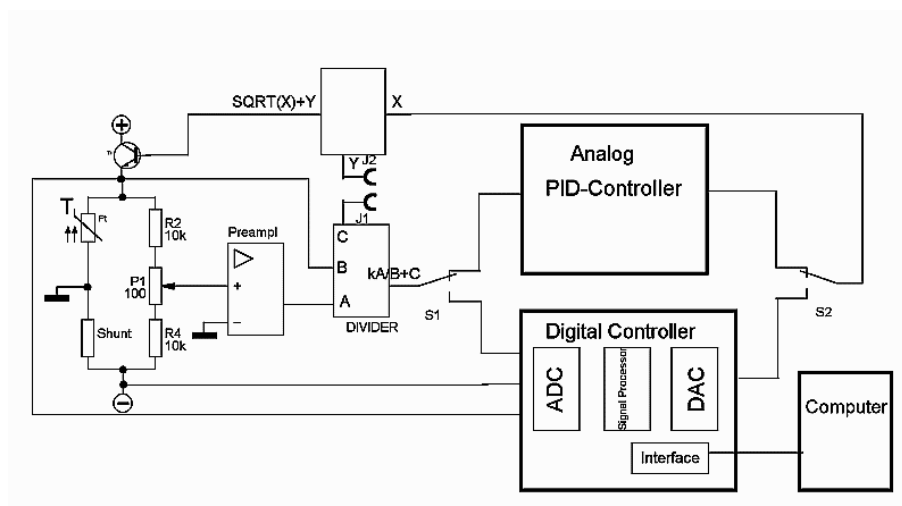 SQRT(X)+Y
X
Y
J2
J1
Analog
PID-Controller
T
Pt
R2
10k
P1
100
Shunt
R4
10k
Preampl
+
−
C
B
A
kA/B+C
DIVIDER
S1
S2
Digital Controller
ADC
Signal Processor
DAC
Interface
Computer